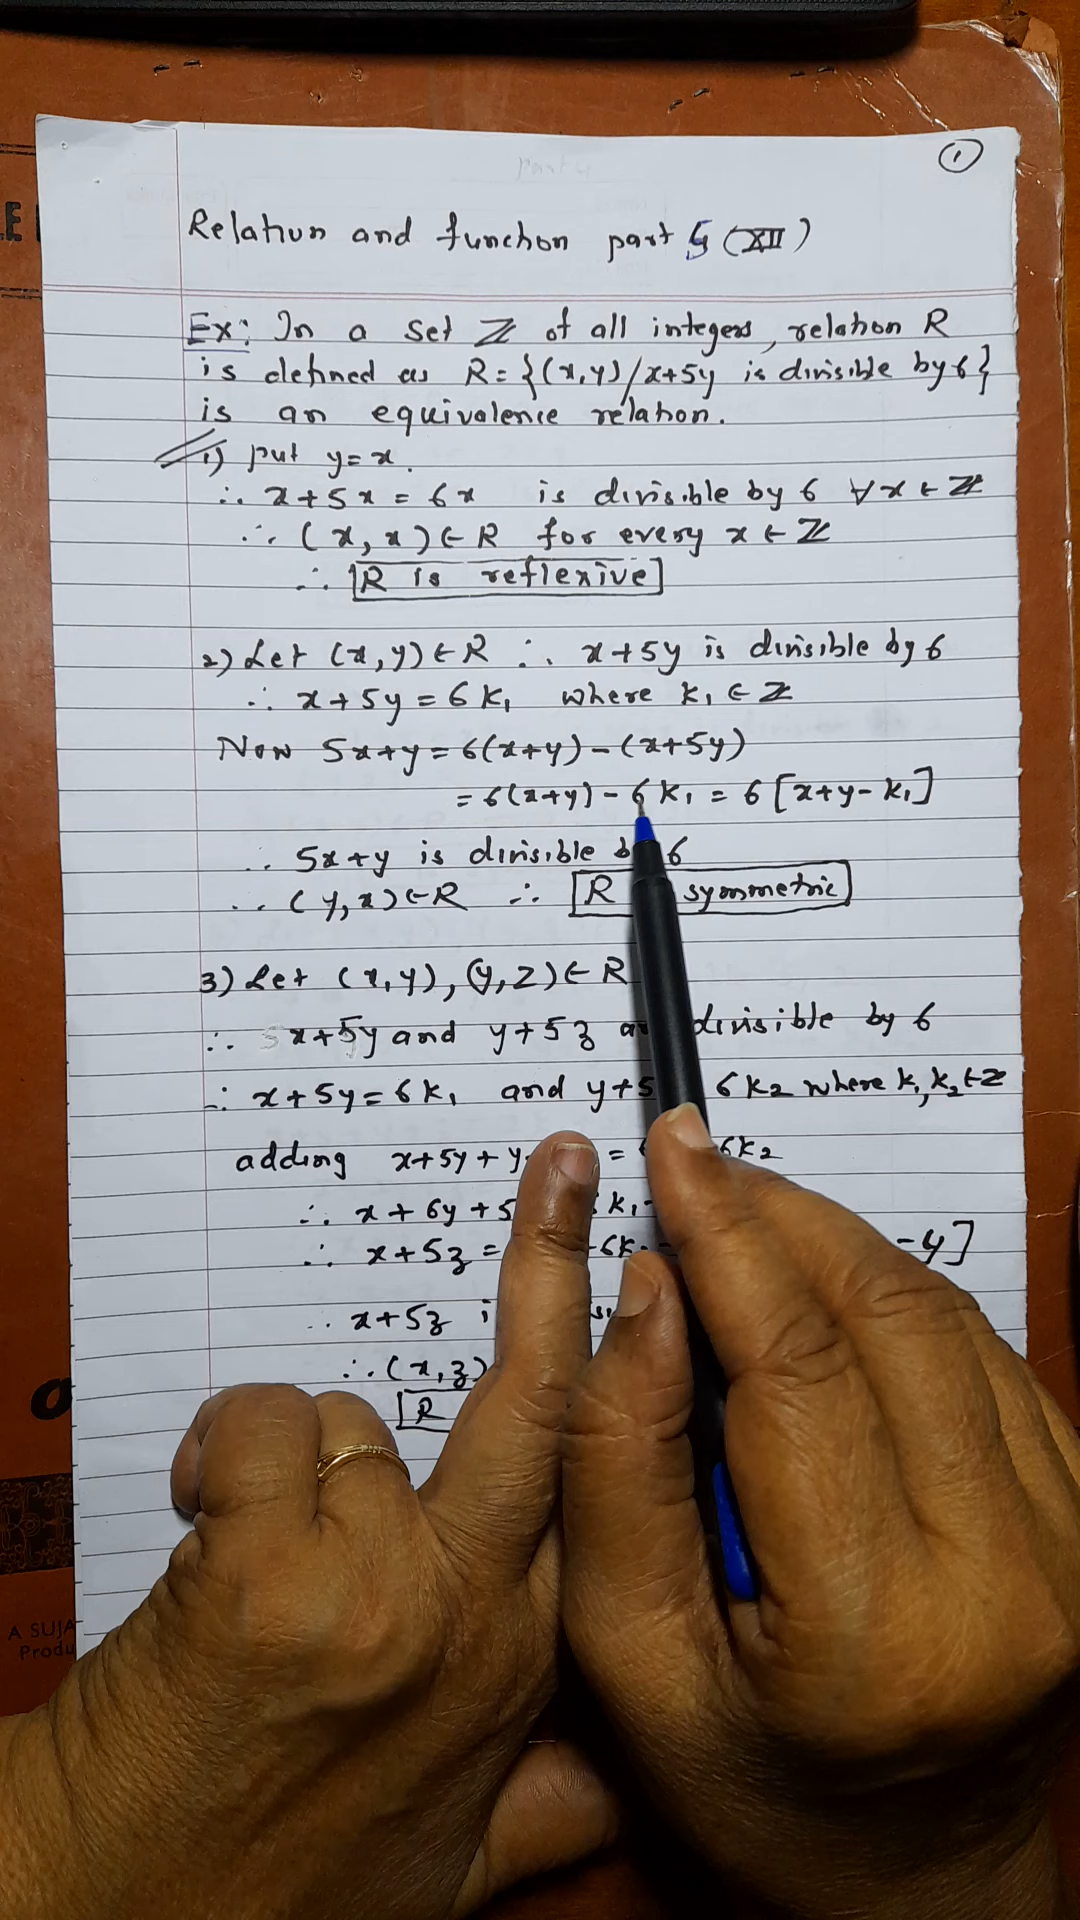 ①
Relation and function part 5 (XII)
Ex: In a set ℤ of all integers, relation R
is defined as R = {(x,y)/x+5y is divisible by 6}
is an equivalence relation.
1) put y = x.
∴ x+5x = 6x is divisible by 6 ∀ x ∈ ℤ
∴ (x, x) ∈ R for every x ∈ ℤ
∴ R is reflexive
2) Let (x,y) ∈ R ∴ x+5y is divisible by 6
∴ x+5y = 6k₁ where k₁ ∈ ℤ
Now 5x+y = 6(x+y) - (x+5y)
= 6(x+y) - 6k₁ = 6[x+y-k₁]
∴ 5x+y is divisible 6
∴ (y,x) ∈ R ∴ R symmetric
3) Let (x,y), (y,z) ∈ R
∴ x+5y and y+5z divisible by 6
∴ x+5y = 6k₁ and y+5 6k₂ where k₁, k₂ ∈ ℤ
adding x+5y+y = 6k₂
∴ x+6y+5 k₁
∴ x+5z = -6k -y]
∴ x+5z
∴ (x,z)
R
A SUJA
Produ